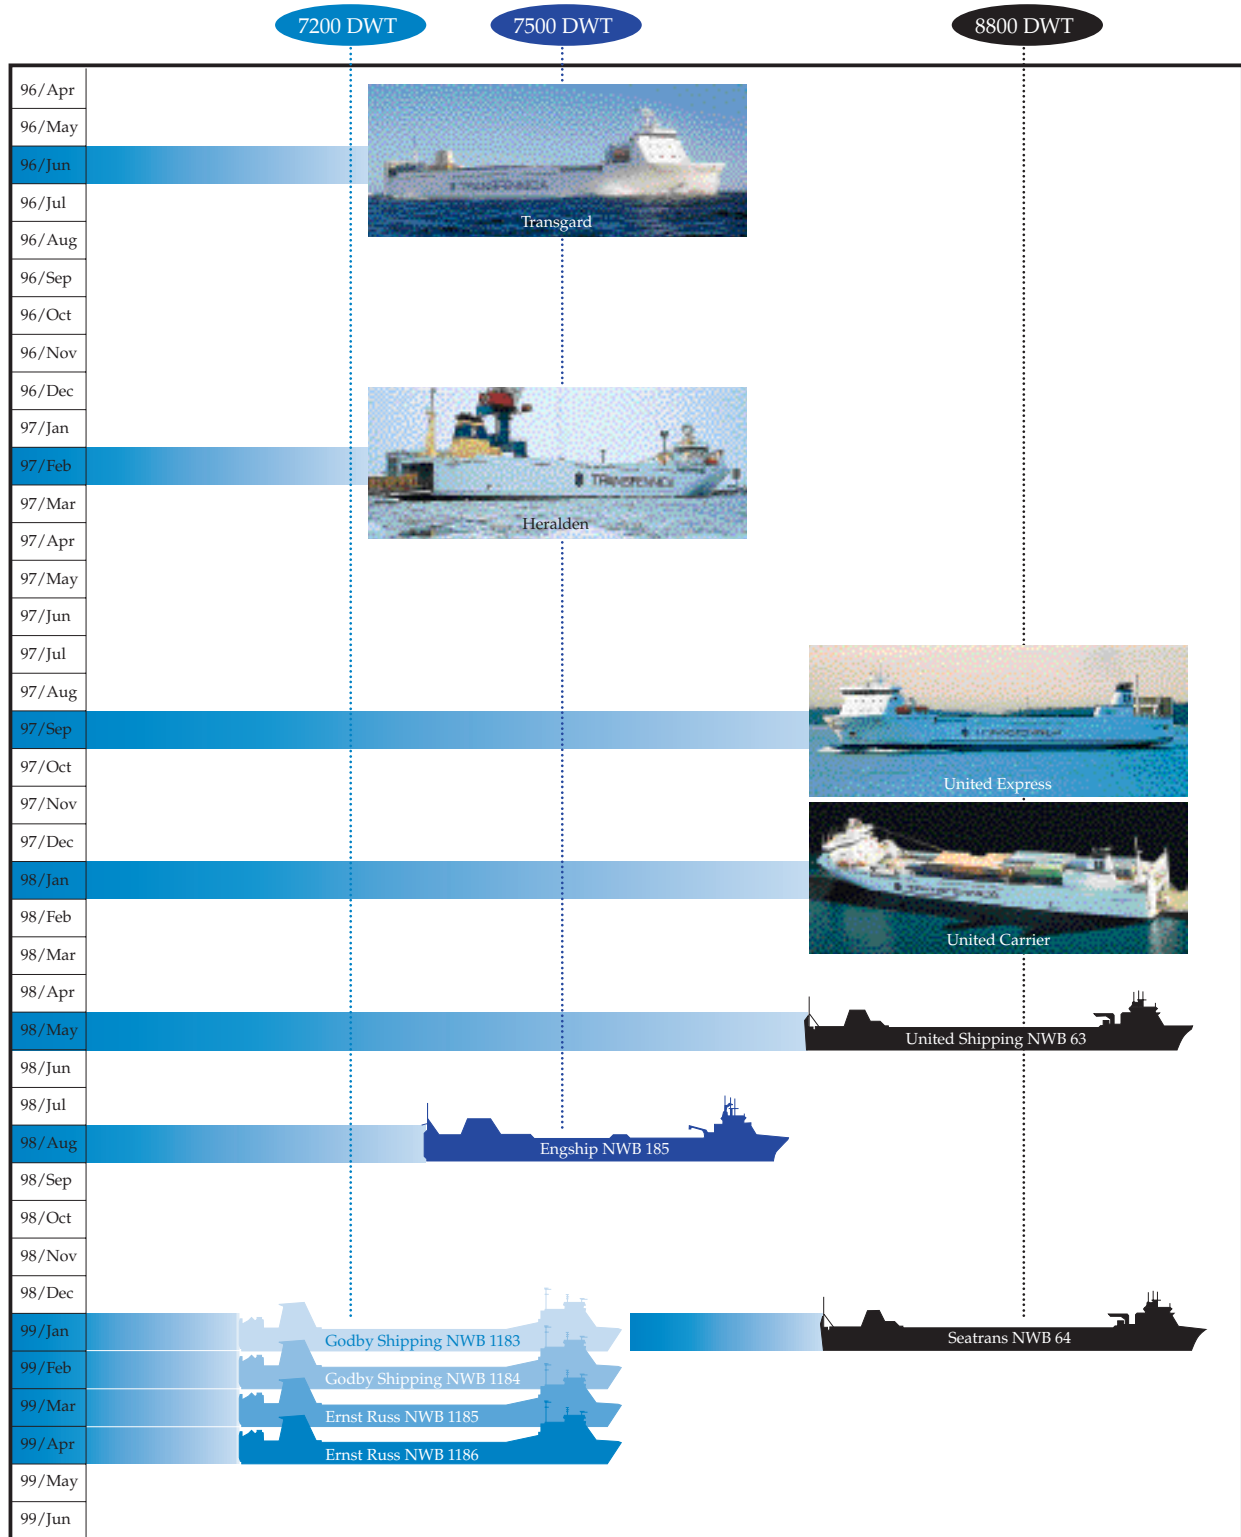 7200 DWT
7500 DWT
8800 DWT
96/Apr
96/May
96/Jun
96/Jul
96/Aug
96/Sep
96/Oct
96/Nov
96/Dec
97/Jan
97/Feb
97/Mar
97/Apr
97/May
97/Jun
97/Jul
97/Aug
97/Sep
97/Oct
97/Nov
97/Dec
98/Jan
98/Feb
98/Mar
98/Apr
98/May
98/Jun
98/Jul
98/Aug
98/Sep
98/Oct
98/Nov
98/Dec
99/Jan
99/Feb
99/Mar
99/Apr
99/May
99/Jun
TRANSFENNICA
Transgard
TRANSFENNICA
Heralden
United Express
TRANSFENNICA
United Carrier
United Shipping NWB 63
Engship NWB 185
Godby Shipping NWB 1183
Seatrans NWB 64
Godby Shipping NWB 1184
Ernst Russ NWB 1185
Ernst Russ NWB 1186